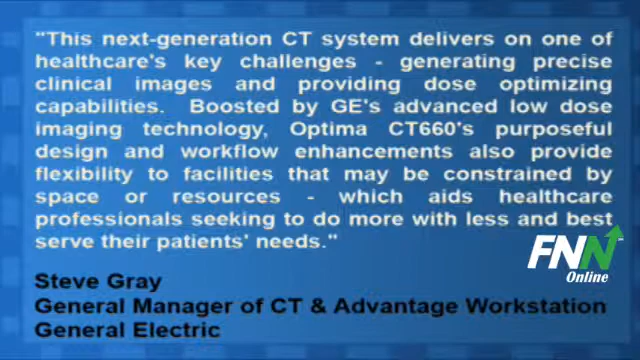 "This next-generation CT system delivers on one of
healthcare's key challenges - generating precise
clinical images and providing dose optimizing
capabilities. Boosted by GE's advanced low dose
imaging technology, Optima CT660's purposeful
design and workflow enhancements also provide
flexibility to facilities that may be constrained by
space or resources - which aids healthcare
professionals seeking to do more with less and best
serve their patients' needs."
FNN
Online
Steve Gray
General Manager of CT & Advantage Workstation
General Electric